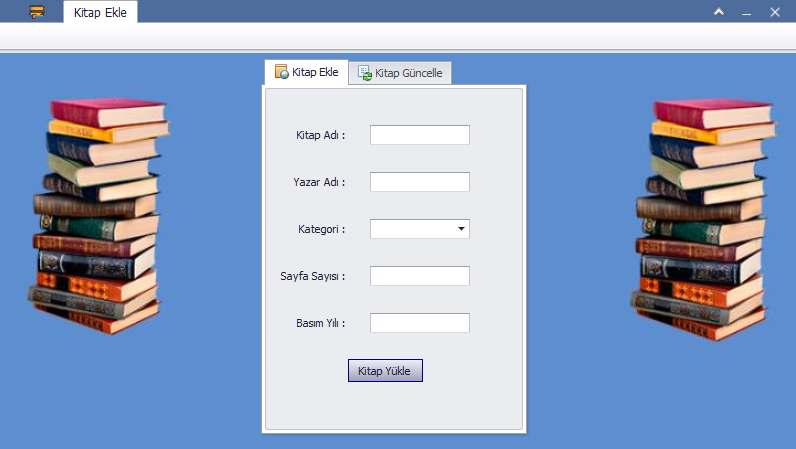 Kitap Ekle
Kitap Ekle Kitap Güncelle
Kitap Adı :
Yazar Adı :
Kategori :
Sayfa Sayısı :
Basım Yılı :
Kitap Yükle